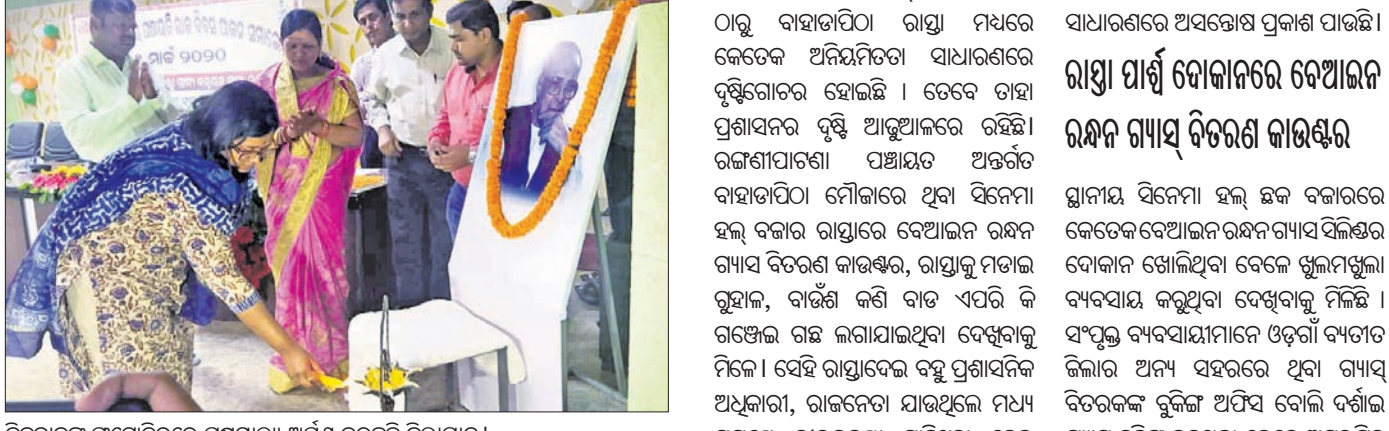 ମାର୍ଚ୍ଚ ୨୦୨୦
ଠାରୁ ବାହାଡାପିଠା ରାସ୍ତା ମଧ୍ୟରେ
କେତେକ ଅନିୟମିତତା ସାଧାରଣରେ
ଦୃଷ୍ଟିଗୋଚର ହୋଇଛି । ତେବେ ତାହା
ପ୍ରଶାସନର ଦୃଷ୍ଟି ଆଢୁଆଳରେ ରହିଛି।
ରଙ୍ଗଣୀପାଟଣା ପଞ୍ଚାୟତ ଅନ୍ତର୍ଗତ
ବାହାଡାପିଠା ମୌଜାରେ ଥିବା ସିନେମା
ହଲ୍ ବଜାର ରାସ୍ତାରେ ବେଆଇନ ରନ୍ଧନ
ଗ୍ୟାସ ବିତରଣ କାଉଣ୍ଟର, ରାସ୍ତାକୁ ମଡାଇ
ଗୁହାଳ, ବାଉଁଶ କଣି ବାଡ ଏପରି କି
ଗଞ୍ଜେଇ ଗଛ ଲଗାଯାଇଥିବା ଦେଖିବାକୁ
ମିଳେ। ସେହି ରାସ୍ତାଦେଇ ବହୁ ପ୍ରଶାସନିକ
ଅଧିକାରୀ, ରାଜନେତା ଯାଉଥିଲେ ମଧ୍ୟ
ସାଧାରଣରେ ଅସନ୍ତୋଷ ପ୍ରକାଶ ପାଉଛି।
ରାସ୍ତା ପାର୍ଶ୍ୱ ଦୋକାନରେ ବେଆଇନ
ରନ୍ଧନ ଗ୍ୟାସ୍ ବିତରଣ କାଉଣ୍ଟର
ସ୍ଥାନୀୟ ସିନେମା ହଲ୍ ଛକ ବଜାରରେ
କେତେକ ବେଆଇନ ରନ୍ଧନ ଗ୍ୟାସ ସିଲିଣ୍ଡର
ଦୋକାନ ଖୋଲିଥିବା ବେଳେ ଖୁଲମଖୁଲା
ବ୍ୟବସାୟ କରୁଥିବା ଦେଖିବାକୁ ମିଳିଛି ।
ସଂପୃକ୍ତ ବ୍ୟବସାୟୀମାନେ ଓଡ଼ଗାଁ ବ୍ୟତୀତ
ଜିଲାର ଅନ୍ୟ ସହରରେ ଥିବା ଗ୍ୟାସ୍
ବିତରକଙ୍କ ବୁକିଙ୍ଗ ଅଫିସ ବୋଲି ଦର୍ଶାଇ